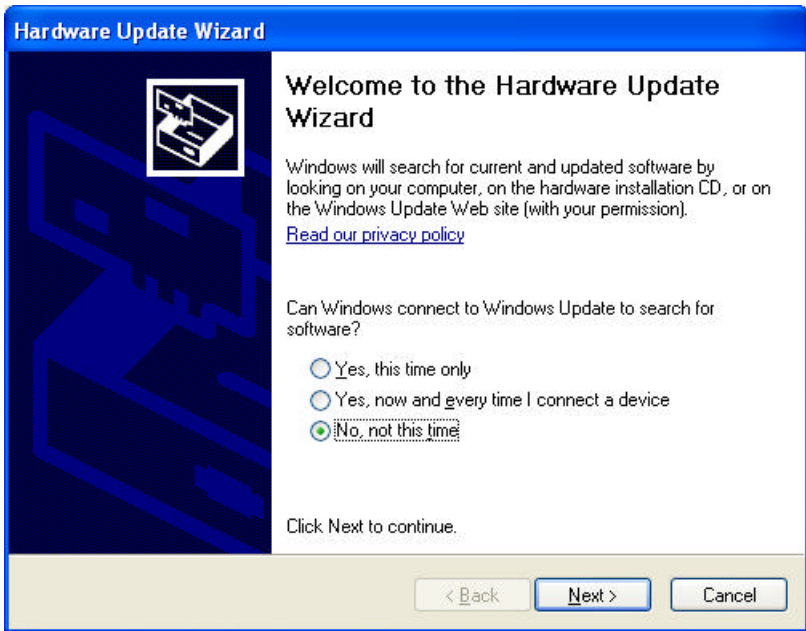 Hardware Update Wizard
Welcome to the Hardware Update
Wizard
Windows will search for current and updated software by
looking on your computer, on the hardware installation CD, or on
the Windows Update Web site (with your permission).
Read our privacy policy
Can Windows connect to Windows Update to search for
software?
Yes, this time only
Yes, now and every time I connect a device
No, not this time
Click Next to continue.
< Back Next > Cancel